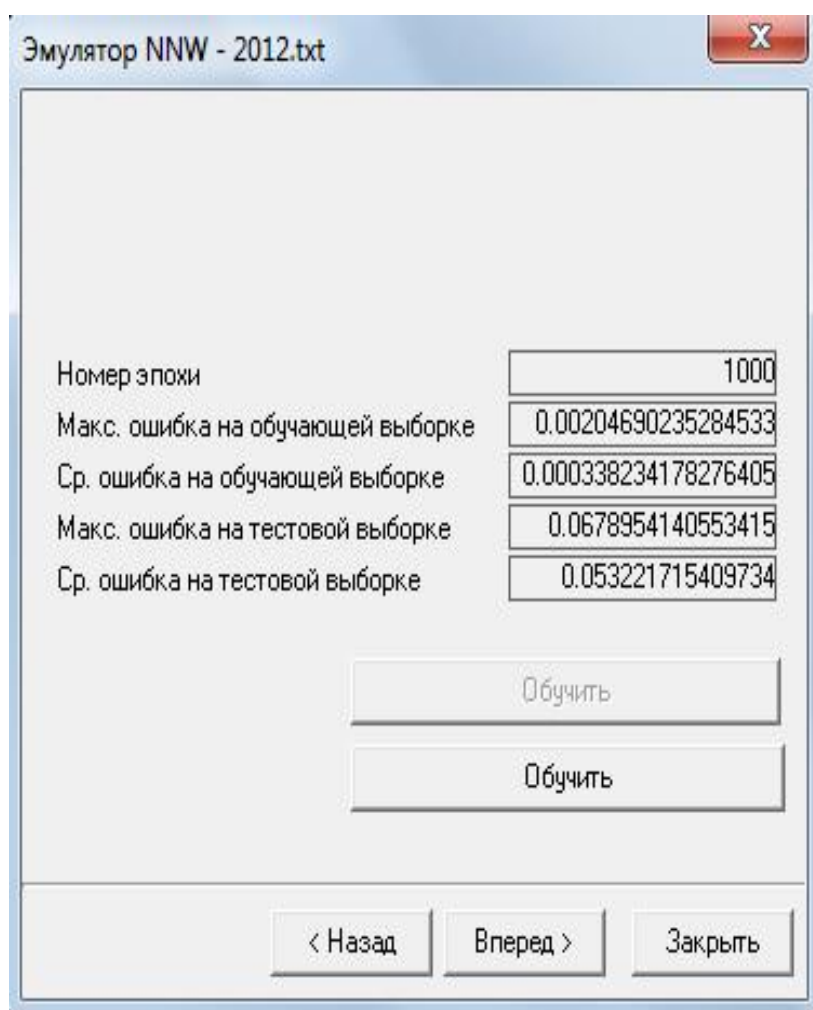 Эмулятор NNW - 2012.txt
X
Номер эпохи 1000
Макс. ошибка на обучающей выборке 0.00204690235284533
Ср. ошибка на обучающей выборке 0.000338234178276405
Макс. ошибка на тестовой выборке 0.0678954140553415
Ср. ошибка на тестовой выборке 0.053221715409734
Обучить
Обучить
< Назад Вперед > Закрыть